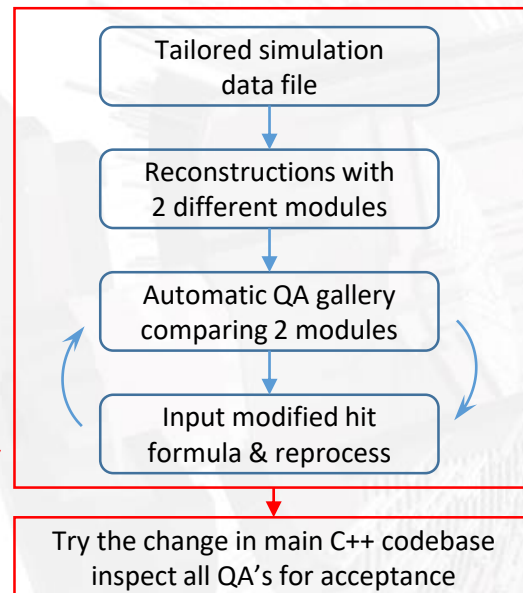 Tailored simulation
data file
Reconstructions with
2 different modules
Automatic QA gallery
comparing 2 modules
Input modified hit
formula & reprocess
Try the change in main C++ codebase
inspect all QA's for acceptance